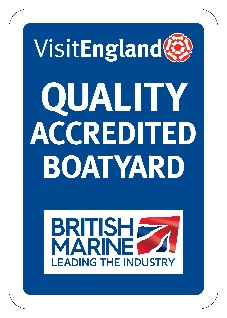 VisitEngland
QUALITY
ACCREDITED
BOATYARD
BRITISH
MARINE
LEADING THE INDUSTRY